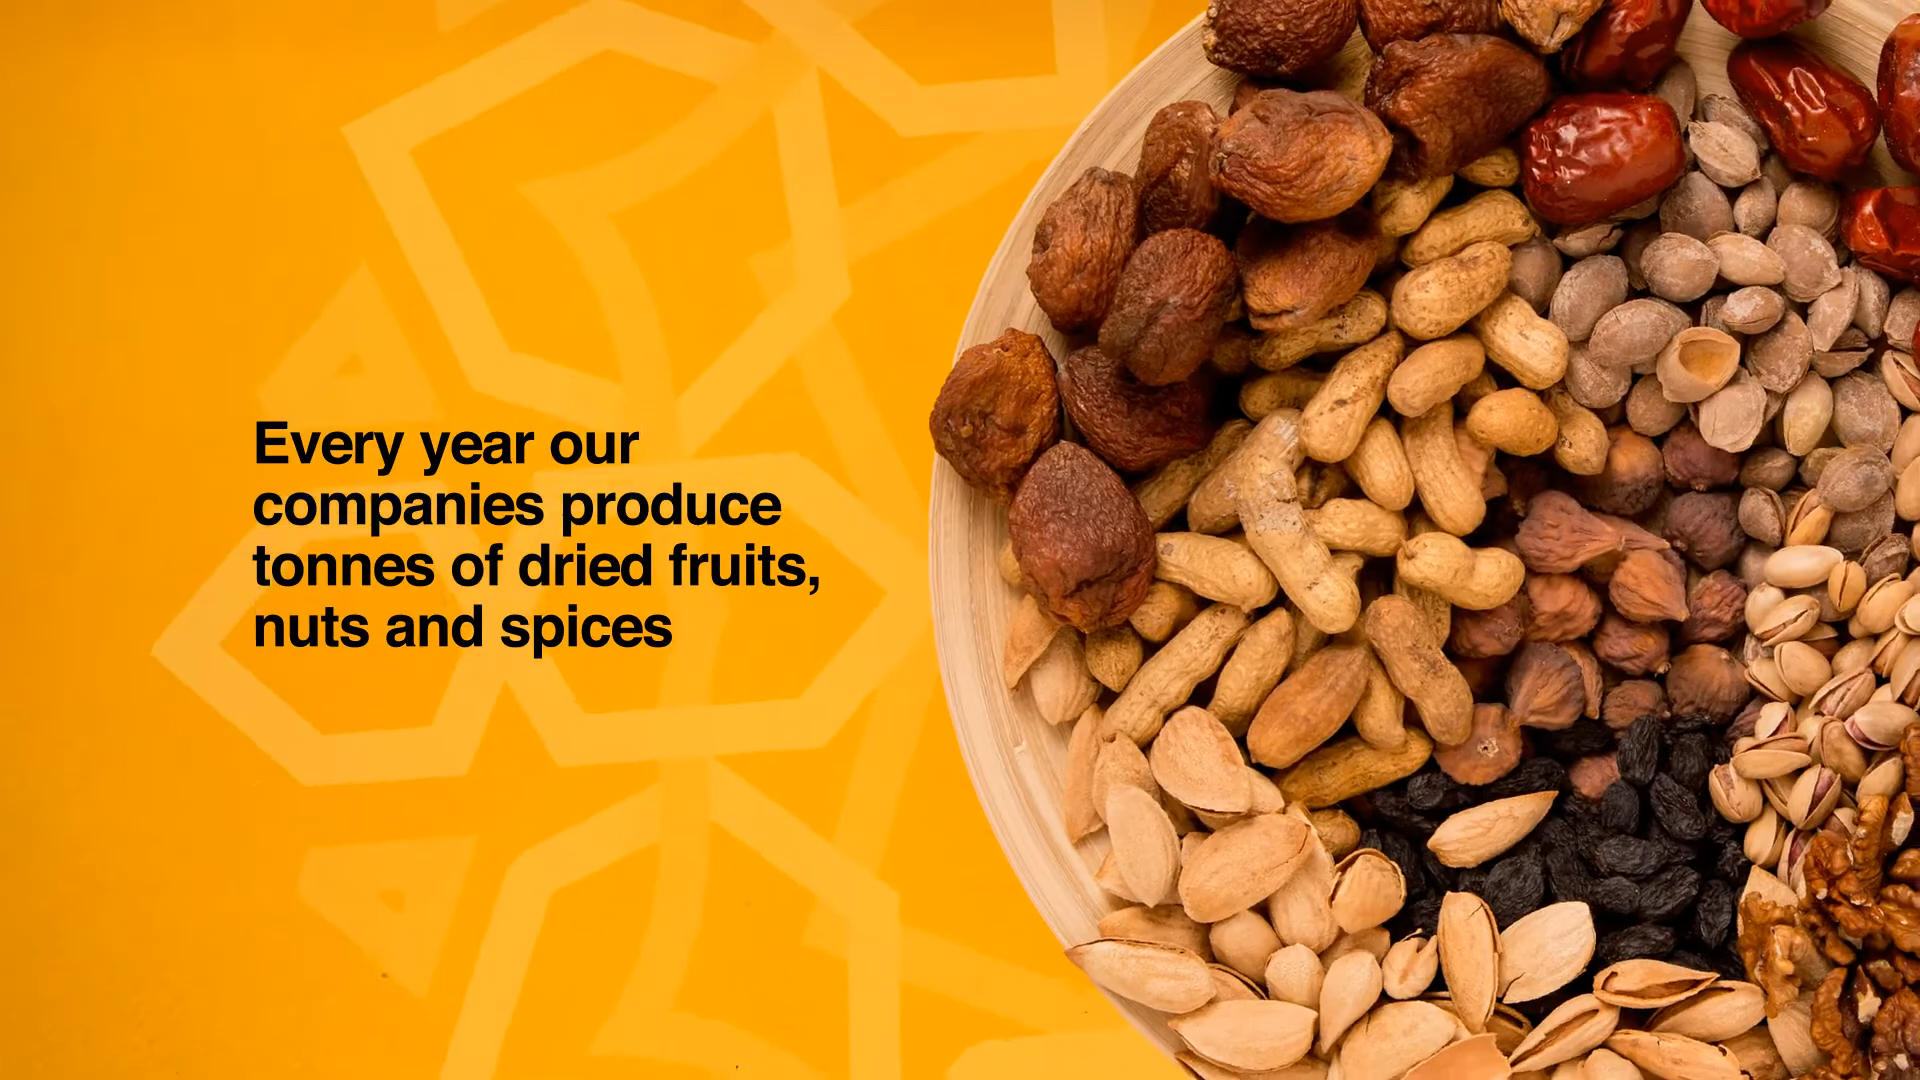 Every year our
companies produce
tonnes of dried fruits,
nuts and spices